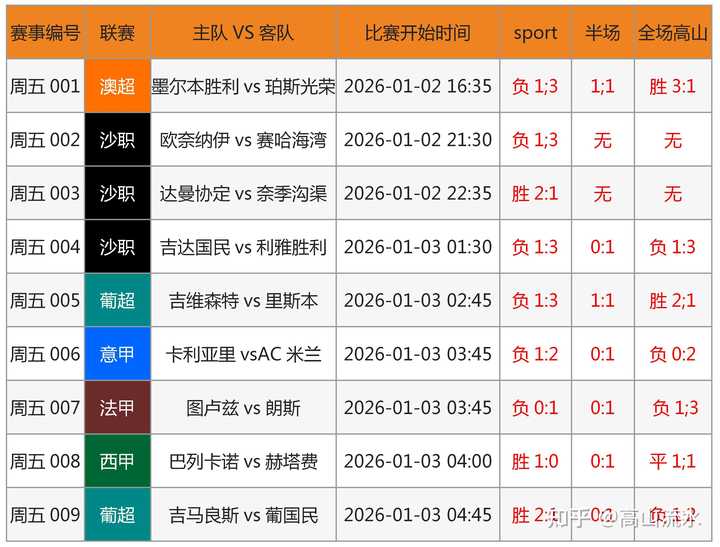 赛事编号 联赛 主队 VS 客队 比赛开始时间 sport 半场 全场高山
周五 001 澳超 墨尔本胜利 vs 珀斯光荣 2026-01-02 16:35 负 1;3 1;1 胜 3:1
周五 002 沙职 欧奈纳伊 vs 赛哈海湾 2026-01-02 21:30 负 1;3 无 无
周五 003 沙职 达曼协定 vs 奈季沟渠 2026-01-02 22:35 胜 2:1 无 无
周五 004 沙职 吉达国民 vs 利雅胜利 2026-01-03 01:30 负 1:3 0:1 负 1:3
周五 005 葡超 吉维森特 vs 里斯本 2026-01-03 02:45 负 1:3 1:1 胜 2;1
周五 006 意甲 卡利亚里 vsAC 米兰 2026-01-03 03:45 负 1:2 0:1 负 0:2
周五 007 法甲 图卢兹 vs 朗斯 2026-01-03 03:45 负 0:1 0:1 负 1;3
周五 008 西甲 巴列卡诺 vs 赫塔费 2026-01-03 04:00 胜 1:0 0:1 平 1;1
周五 009 葡超 吉马良斯 vs 葡国民 2026-01-03 04:45 胜 2:1 0:1 负 1:2
知乎 @高山流水